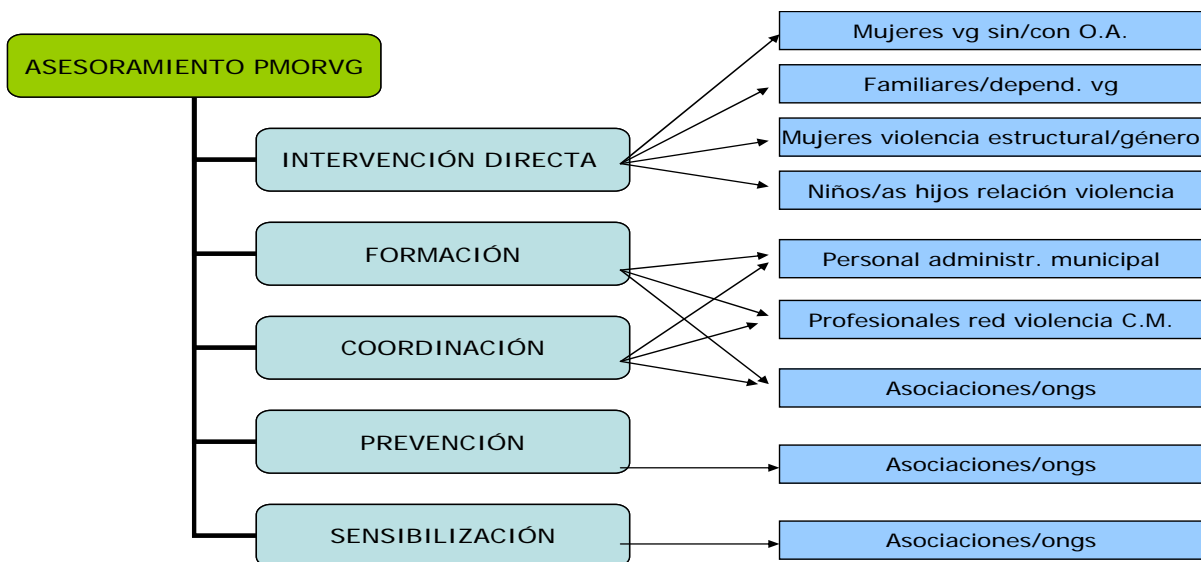 ASESORAMIENTO PMORVG
INTERVENCIÓN DIRECTA
FORMACIÓN
COORDINACIÓN
PREVENCIÓN
SENSIBILIZACIÓN
Mujeres vg sin/con O.A.
Familiares/depend. vg
Mujeres violencia estructural/género
Niños/as hijos relación violencia
Personal administr. municipal
Profesionales red violencia C.M.
Asociaciones/ongs
Asociaciones/ongs
Asociaciones/ongs